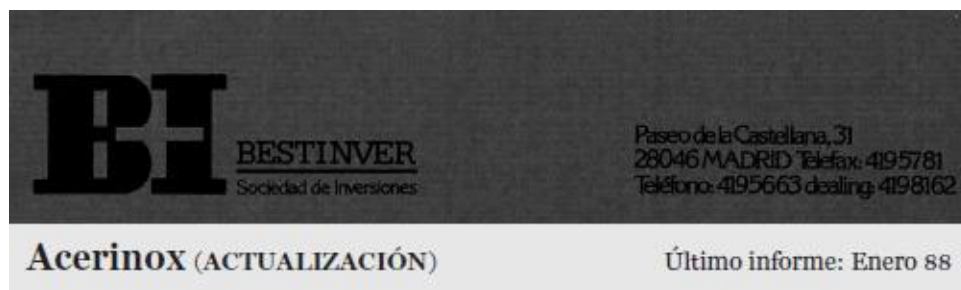 BI
BESTINVER
Sociedad de Inversiones
Paseo de la Castellana, 31
28046 MADRID Telefax: 4195781
Teléfono: 4195663 dealing: 4198162
Acerinox (ACTUALIZACIÓN)
Último informe: Enero 88